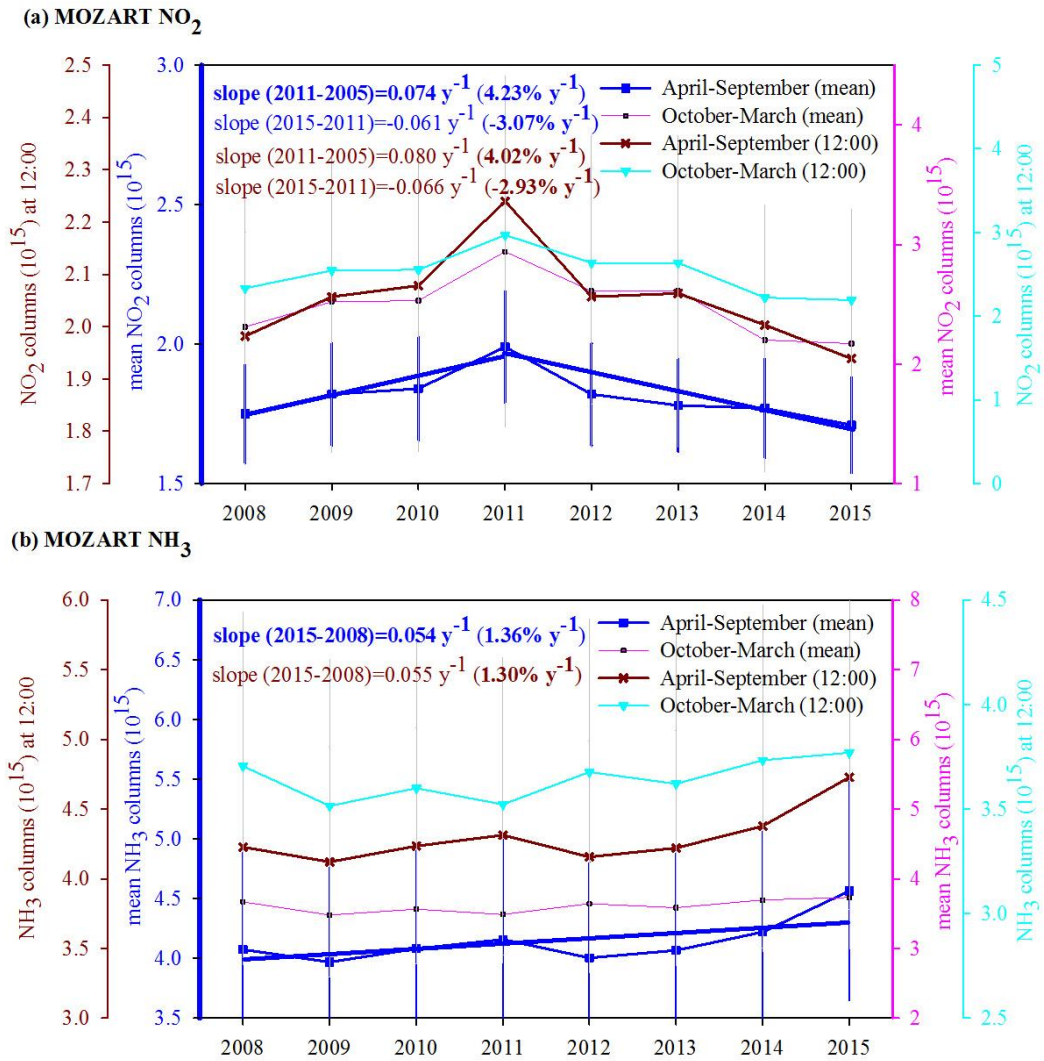 (a) MOZART NO2
slope (2011-2005)=0.074 y-1 (4.23% y-1)
slope (2015-2011)=-0.061 y-1 (-3.07% y-1)
slope (2011-2005)=0.080 y-1 (4.02% y-1)
slope (2015-2011)=-0.066 y-1 (-2.93% y-1)
April-September (mean)
October-March (mean)
April-September (12:00)
October-March (12:00)
NO2 columns (10^15) at 12:00
2.5
2.4
2.3
2.2
2.1
2.0
1.9
1.8
1.7
mean NO2 columns (10^15)
3.0
2.5
2.0
1.5
mean NO2 columns (10^15)
4
3
2
1
NO2 columns (10^15) at 12:00
5
4
3
2
1
0
2008 2009 2010 2011 2012 2013 2014 2015
(b) MOZART NH3
slope (2015-2008)=0.054 y-1 (1.36% y-1)
slope (2015-2008)=0.055 y-1 (1.30% y-1)
April-September (mean)
October-March (mean)
April-September (12:00)
October-March (12:00)
NH3 columns (10^15) at 12:00
6.0
5.5
5.0
4.5
4.0
3.5
3.0
mean NH3 columns (10^15)
7.0
6.5
6.0
5.5
5.0
4.5
4.0
3.5
mean NH3 columns (10^15)
8
7
6
5
4
3
2
NH3 columns (10^15) at 12:00
4.5
4.0
3.5
3.0
2.5
2008 2009 2010 2011 2012 2013 2014 2015